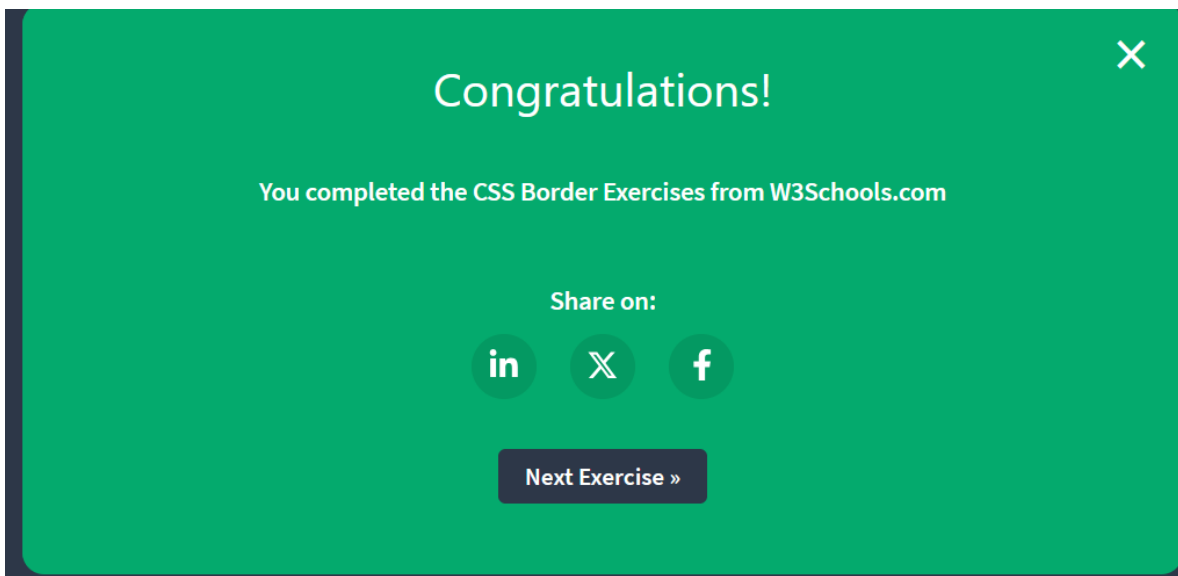 Congratulations!
You completed the CSS Border Exercises from W3Schools.com
Share on:
in X f
Next Exercise »